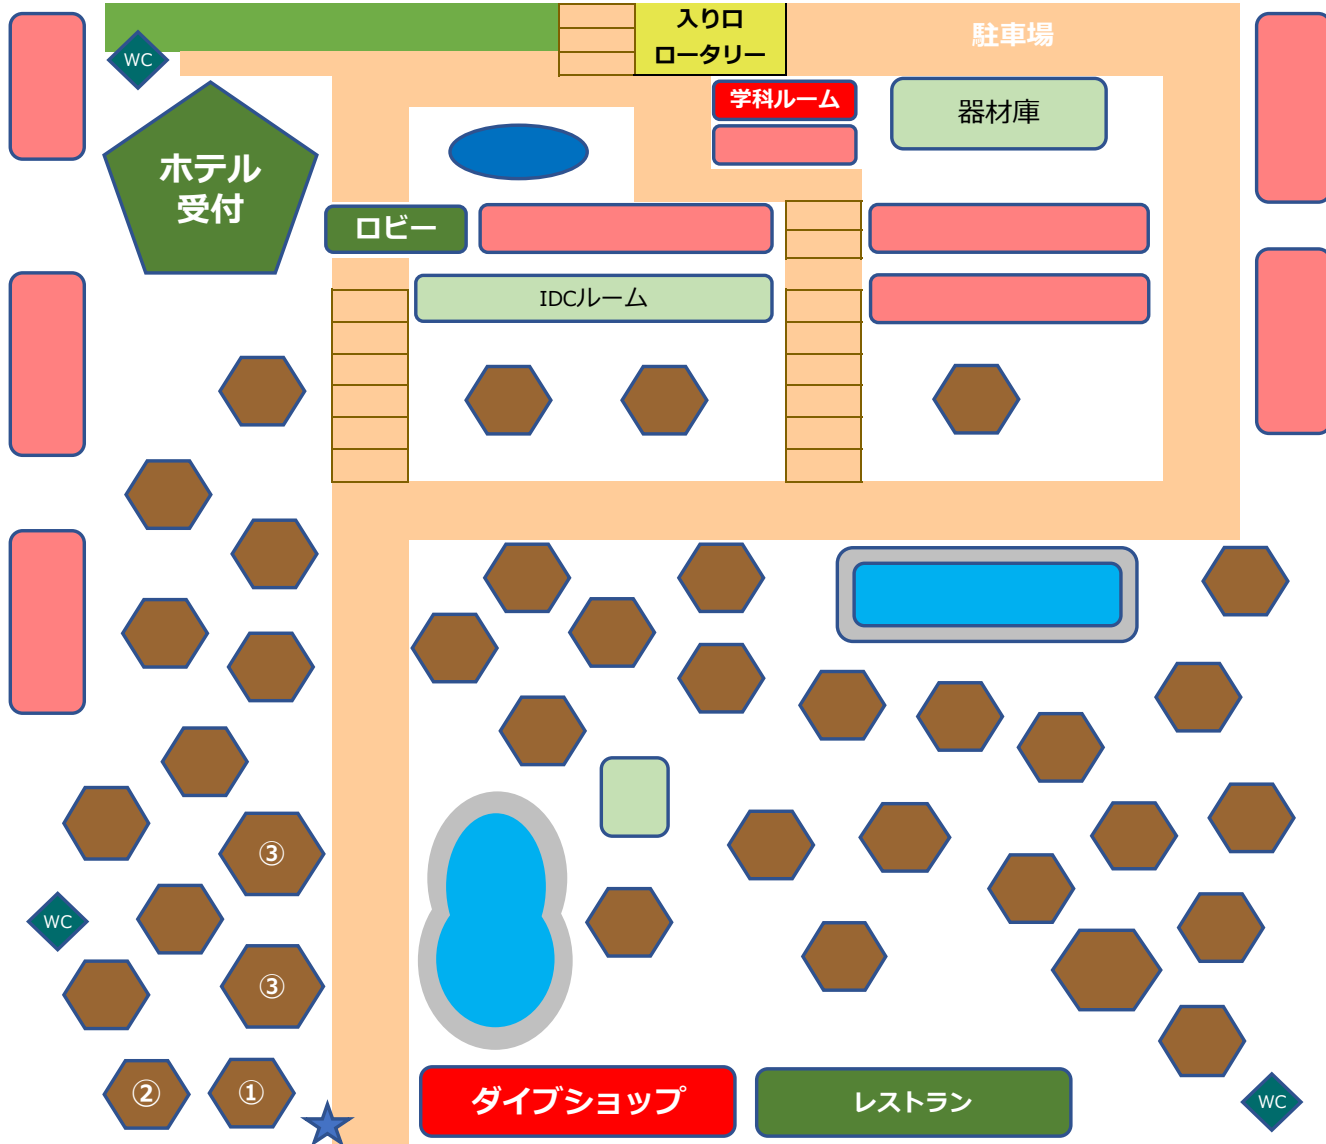 入り口
ロータリー
駐車場
WC
学科ルーム
器材庫
ホテル
受付
ロビー
IDCルーム
③
WC
③
②
①
ダイブショップ
レストラン
WC